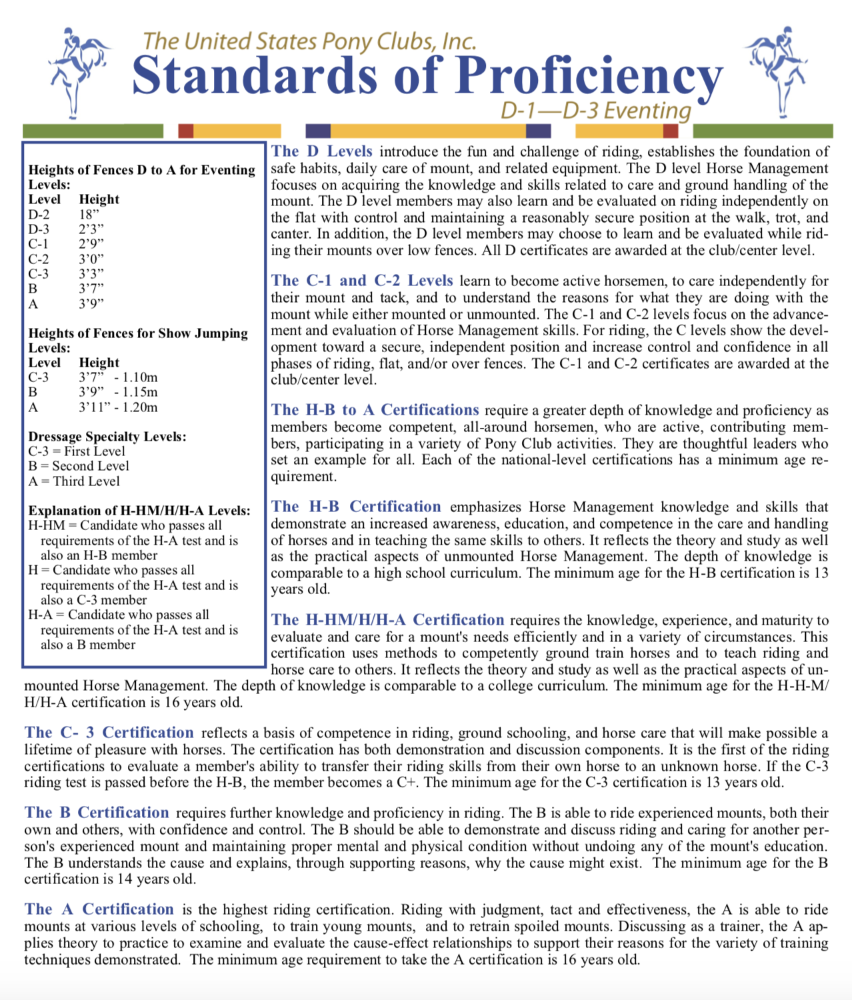 The United States Pony Clubs, Inc.
Standards of Proficiency
D-1—D-3 Eventing
Heights of Fences D to A for Eventing
Levels:
Level Height
D-2 18”
D-3 2’3”
C-1 2’9”
C-2 3’0”
C-3 3’3”
B 3’7”
A 3’9”
Heights of Fences for Show Jumping
Levels:
Level Height
C-3 3’7” - 1.10m
B 3’9” - 1.15m
A 3’11” - 1.20m
Dressage Specialty Levels:
C-3 = First Level
B = Second Level
A = Third Level
Explanation of H-HM/H/H-A Levels:
H-HM = Candidate who passes all
requirements of the H-A test and is
also an H-B member
H = Candidate who passes all
requirements of the H-A test and is
also a C-3 member
H-A = Candidate who passes all
requirements of the H-A test and is
also a B member
The D Levels introduce the fun and challenge of riding, establishes the foundation of
safe habits, daily care of mount, and related equipment. The D level Horse Management
focuses on acquiring the knowledge and skills related to care and ground handling of the
mount. The D level members may also learn and be evaluated on riding independently on
the flat with control and maintaining a reasonably secure position at the walk, trot, and
canter. In addition, the D level members may choose to learn and be evaluated while rid-
ing their mounts over low fences. All D certificates are awarded at the club/center level.
The C-1 and C-2 Levels learn to become active horsemen, to care independently for
their mount and tack, and to understand the reasons for what they are doing with the
mount while either mounted or unmounted. The C-1 and C-2 levels focus on the advance-
ment and evaluation of Horse Management skills. For riding, the C levels show the devel-
opment toward a secure, independent position and increase control and confidence in all
phases of riding, flat, and/or over fences. The C-1 and C-2 certificates are awarded at the
club/center level.
The H-B to A Certifications require a greater depth of knowledge and proficiency as
members become competent, all-around horsemen, who are active, contributing mem-
bers, participating in a variety of Pony Club activities. They are thoughtful leaders who
set an example for all. Each of the national-level certifications has a minimum age re-
quirement.
The H-B Certification emphasizes Horse Management knowledge and skills that
demonstrate an increased awareness, education, and competence in the care and handling
of horses and in teaching the same skills to others. It reflects the theory and study as well
as the practical aspects of unmounted Horse Management. The depth of knowledge is
comparable to a high school curriculum. The minimum age for the H-B certification is 13
years old.
The H-HM/H/H-A Certification requires the knowledge, experience, and maturity to
evaluate and care for a mount's needs efficiently and in a variety of circumstances. This
certification uses methods to competently ground train horses and to teach riding and
horse care to others. It reflects the theory and study as well as the practical aspects of un-
mounted Horse Management. The depth of knowledge is comparable to a college curriculum. The minimum age for the H-H-M/
H/H-A certification is 16 years old.
The C- 3 Certification reflects a basis of competence in riding, ground schooling, and horse care that will make possible a
lifetime of pleasure with horses. The certification has both demonstration and discussion components. It is the first of the riding
certifications to evaluate a member's ability to transfer their riding skills from their own horse to an unknown horse. If the C-3
riding test is passed before the H-B, the member becomes a C+. The minimum age for the C-3 certification is 13 years old.
The B Certification requires further knowledge and proficiency in riding. The B is able to ride experienced mounts, both their
own and others, with confidence and control. The B should be able to demonstrate and discuss riding and caring for another per-
son's experienced mount and maintaining proper mental and physical condition without undoing any of the mount's education.
The B understands the cause and explains, through supporting reasons, why the cause might exist. The minimum age for the B
certification is 14 years old.
The A Certification is the highest riding certification. Riding with judgment, tact and effectiveness, the A is able to ride
mounts at various levels of schooling, to train young mounts, and to retrain spoiled mounts. Discussing as a trainer, the A ap-
plies theory to practice to examine and evaluate the cause-effect relationships to support their reasons for the variety of training
techniques demonstrated. The minimum age requirement to take the A certification is 16 years old.